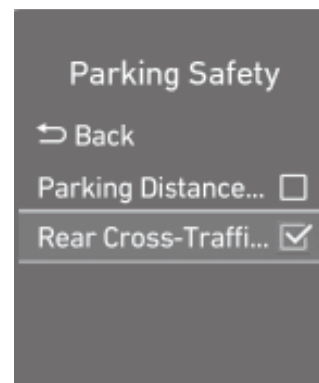 Parking Safety
Back
Parking Distance...
Rear Cross-Traffi...